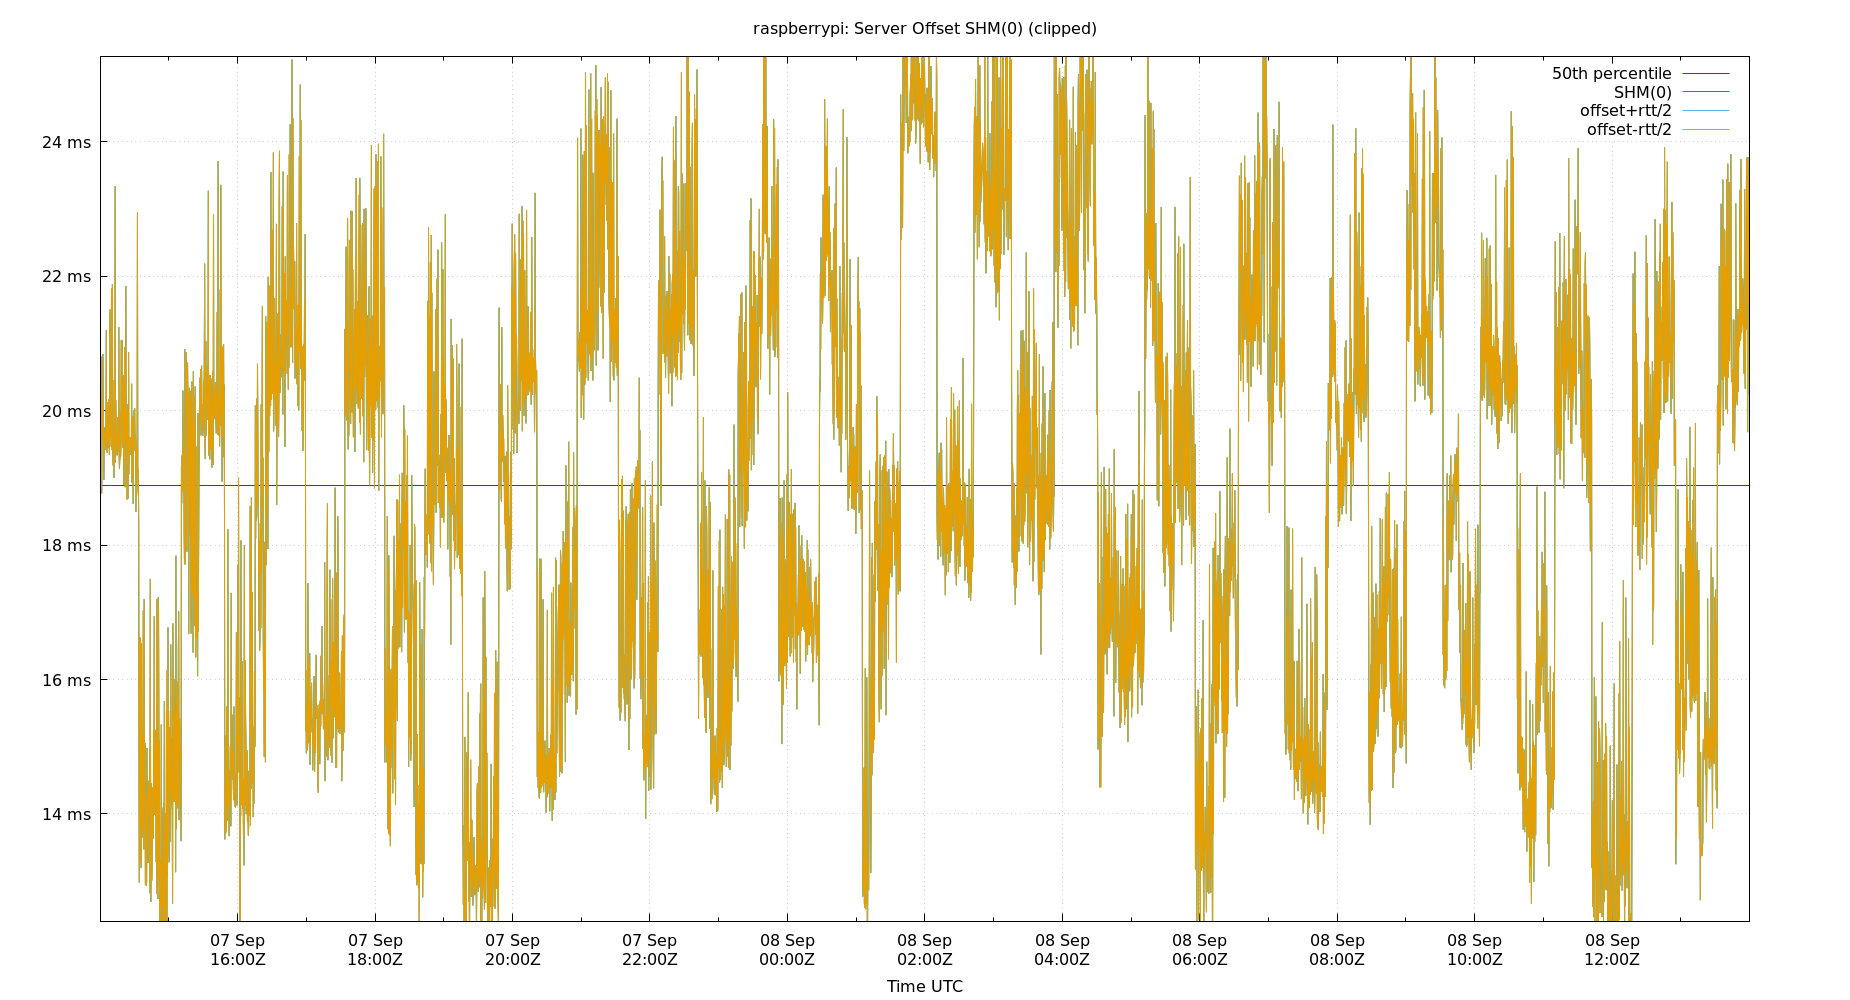 raspberrypi: Server Offset SHM(0) (clipped)
50th percentile
SHM(0)
offset+rtt/2
offset-rtt/2
24 ms
22 ms
20 ms
18 ms
16 ms
14 ms
07 Sep 07 Sep 07 Sep 07 Sep 08 Sep 08 Sep 08 Sep 08 Sep 08 Sep 08 Sep 08 Sep
16:00Z 18:00Z 20:00Z 22:00Z 00:00Z 02:00Z 04:00Z 06:00Z 08:00Z 10:00Z 12:00Z
Time UTC